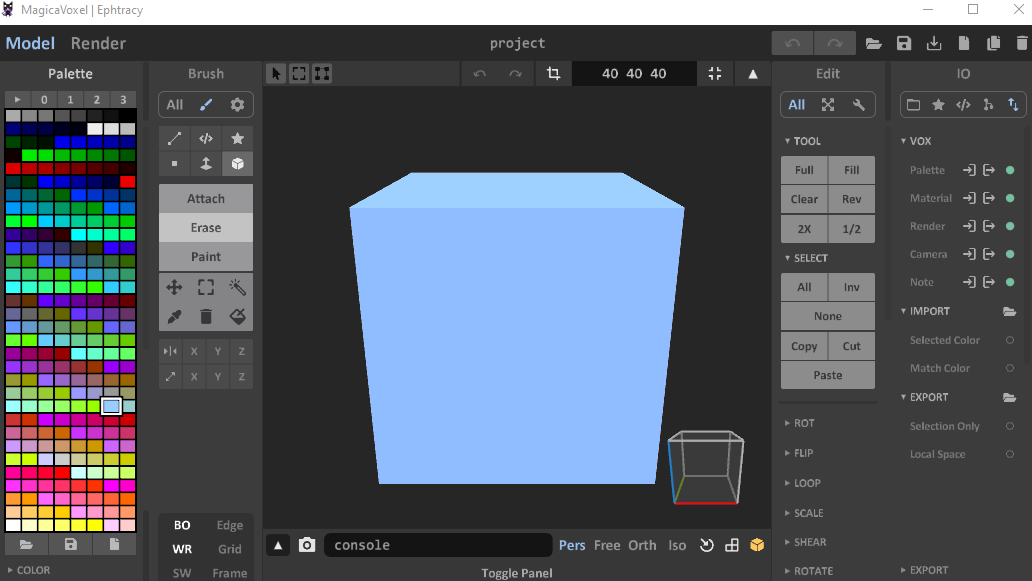 MagicaVoxel | Ephtracy
Model Render
project
Palette
0 1 2 3
COLOR
Brush
All
Attach
Erase
Paint
X Y Z
X Y Z
BO Edge
WR Grid
SW Frame
40 40 40
console
Pers Free Orth Iso
Toggle Panel
Edit
All
TOOL
Full Fill
Clear Rev
2X 1/2
SELECT
All Inv
None
Copy Cut
Paste
ROT
FLIP
LOOP
SCALE
SHEAR
ROTATE
IO
VOX
Palette
Material
Render
Camera
Note
IMPORT
Selected Color
Match Color
EXPORT
Selection Only
Local Space
EXPORT